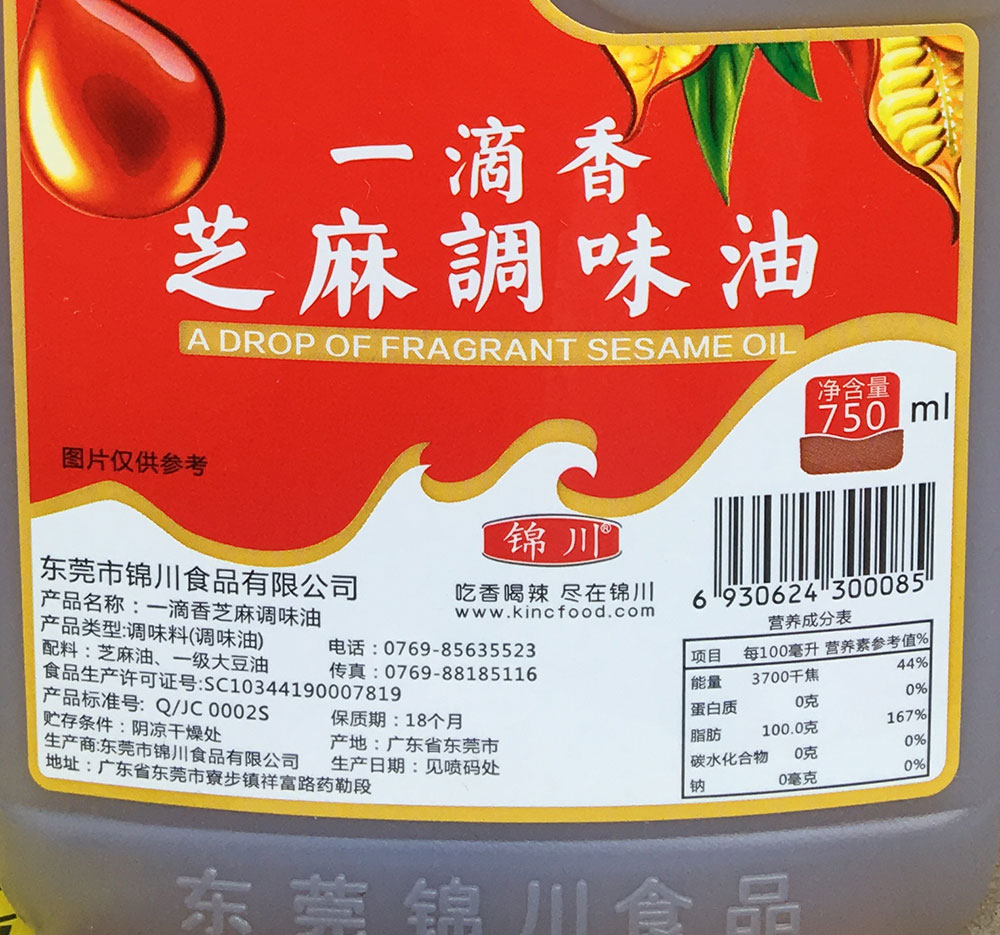 一滴香
芝麻調味油
A DROP OF FRAGRANT SESAME OIL
净含量
750 ml
图片仅供参考
锦川®
吃香喝辣 尽在锦川
www.kincfood.com
6 930624 300085
东莞市锦川食品有限公司
产品名称：一滴香芝麻调味油
产品类型:调味料(调味油)
配料：芝麻油、一级大豆油
食品生产许可证号:SC10344190007819
产品标准号: Q/JC 0002S
贮存条件：阴凉干燥处
生产商:东莞市锦川食品有限公司
地址：广东省东莞市寮步镇祥富路药勒段
电话：0769-85635523
传真：0769-88185116
保质期：18个月
产地：广东省东莞市
生产日期：见喷码处
营养成分表
项目 每100毫升 营养素参考值%
能量 3700千焦 44%
蛋白质 0克 0%
脂肪 100.0克 167%
碳水化合物 0克 0%
钠 0毫克 0%
东莞锦川食品